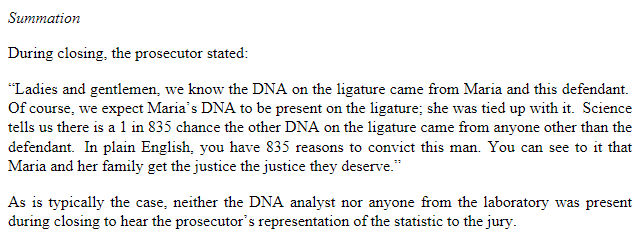 Summation
During closing, the prosecutor stated:
“Ladies and gentlemen, we know the DNA on the ligature came from Maria and this defendant.
Of course, we expect Maria’s DNA to be present on the ligature; she was tied up with it. Science
tells us there is a 1 in 835 chance the other DNA on the ligature came from anyone other than the
defendant. In plain English, you have 835 reasons to convict this man. You can see to it that
Maria and her family get the justice the justice they deserve.”
As is typically the case, neither the DNA analyst nor anyone from the laboratory was present
during closing to hear the prosecutor’s representation of the statistic to the jury.